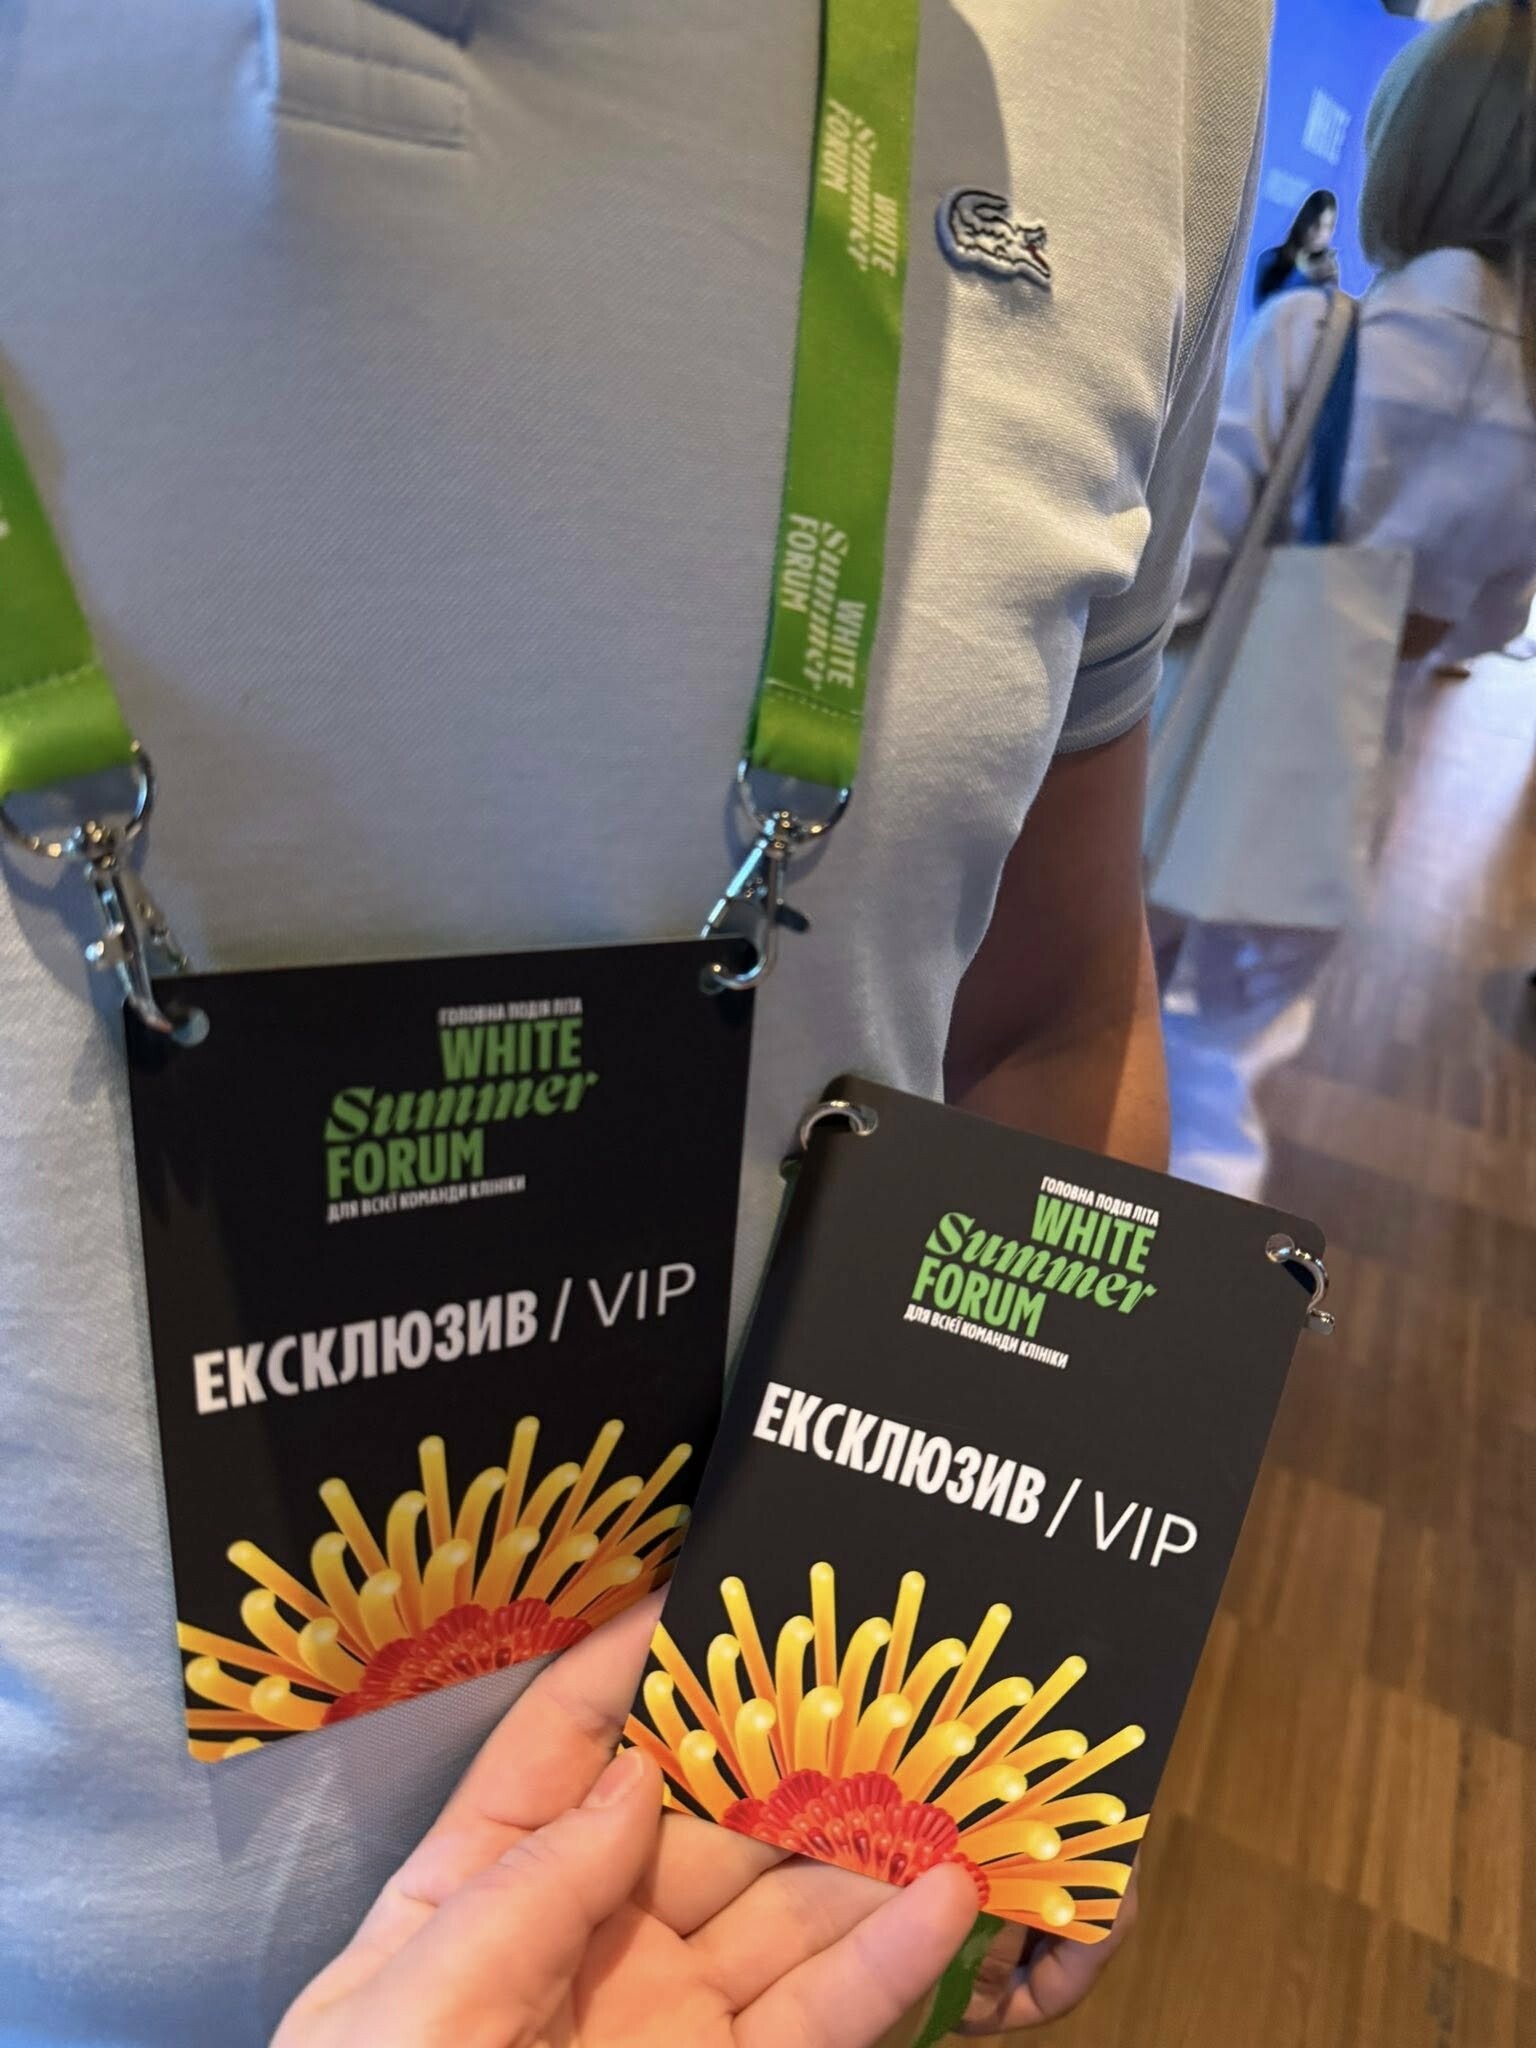 WHITE
Summer
FORUM
WHITE
Summer
FORUM
WHITE
ГОЛОВНА ПОДІЯ ЛІТА
WHITE
Summer
FORUM
ДЛЯ ВСІЄЇ КОМАНДИ КЛІНІКИ
ЕКСКЛЮЗИВ / VIP
ГОЛОВНА ПОДІЯ ЛІТА
WHITE
Summer
FORUM
ДЛЯ ВСІЄЇ КОМАНДИ КЛІНІКИ
ЕКСКЛЮЗИВ / VIP